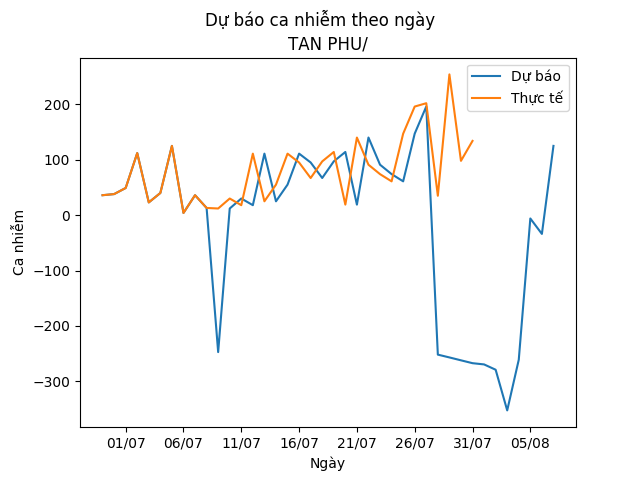 Dự báo ca nhiễm theo ngày
TAN PHU/
Dự báo
Thực tế
Ca nhiễm
200
100
0
−100
−200
−300
01/07 06/07 11/07 16/07 21/07 26/07 31/07 05/08
Ngày